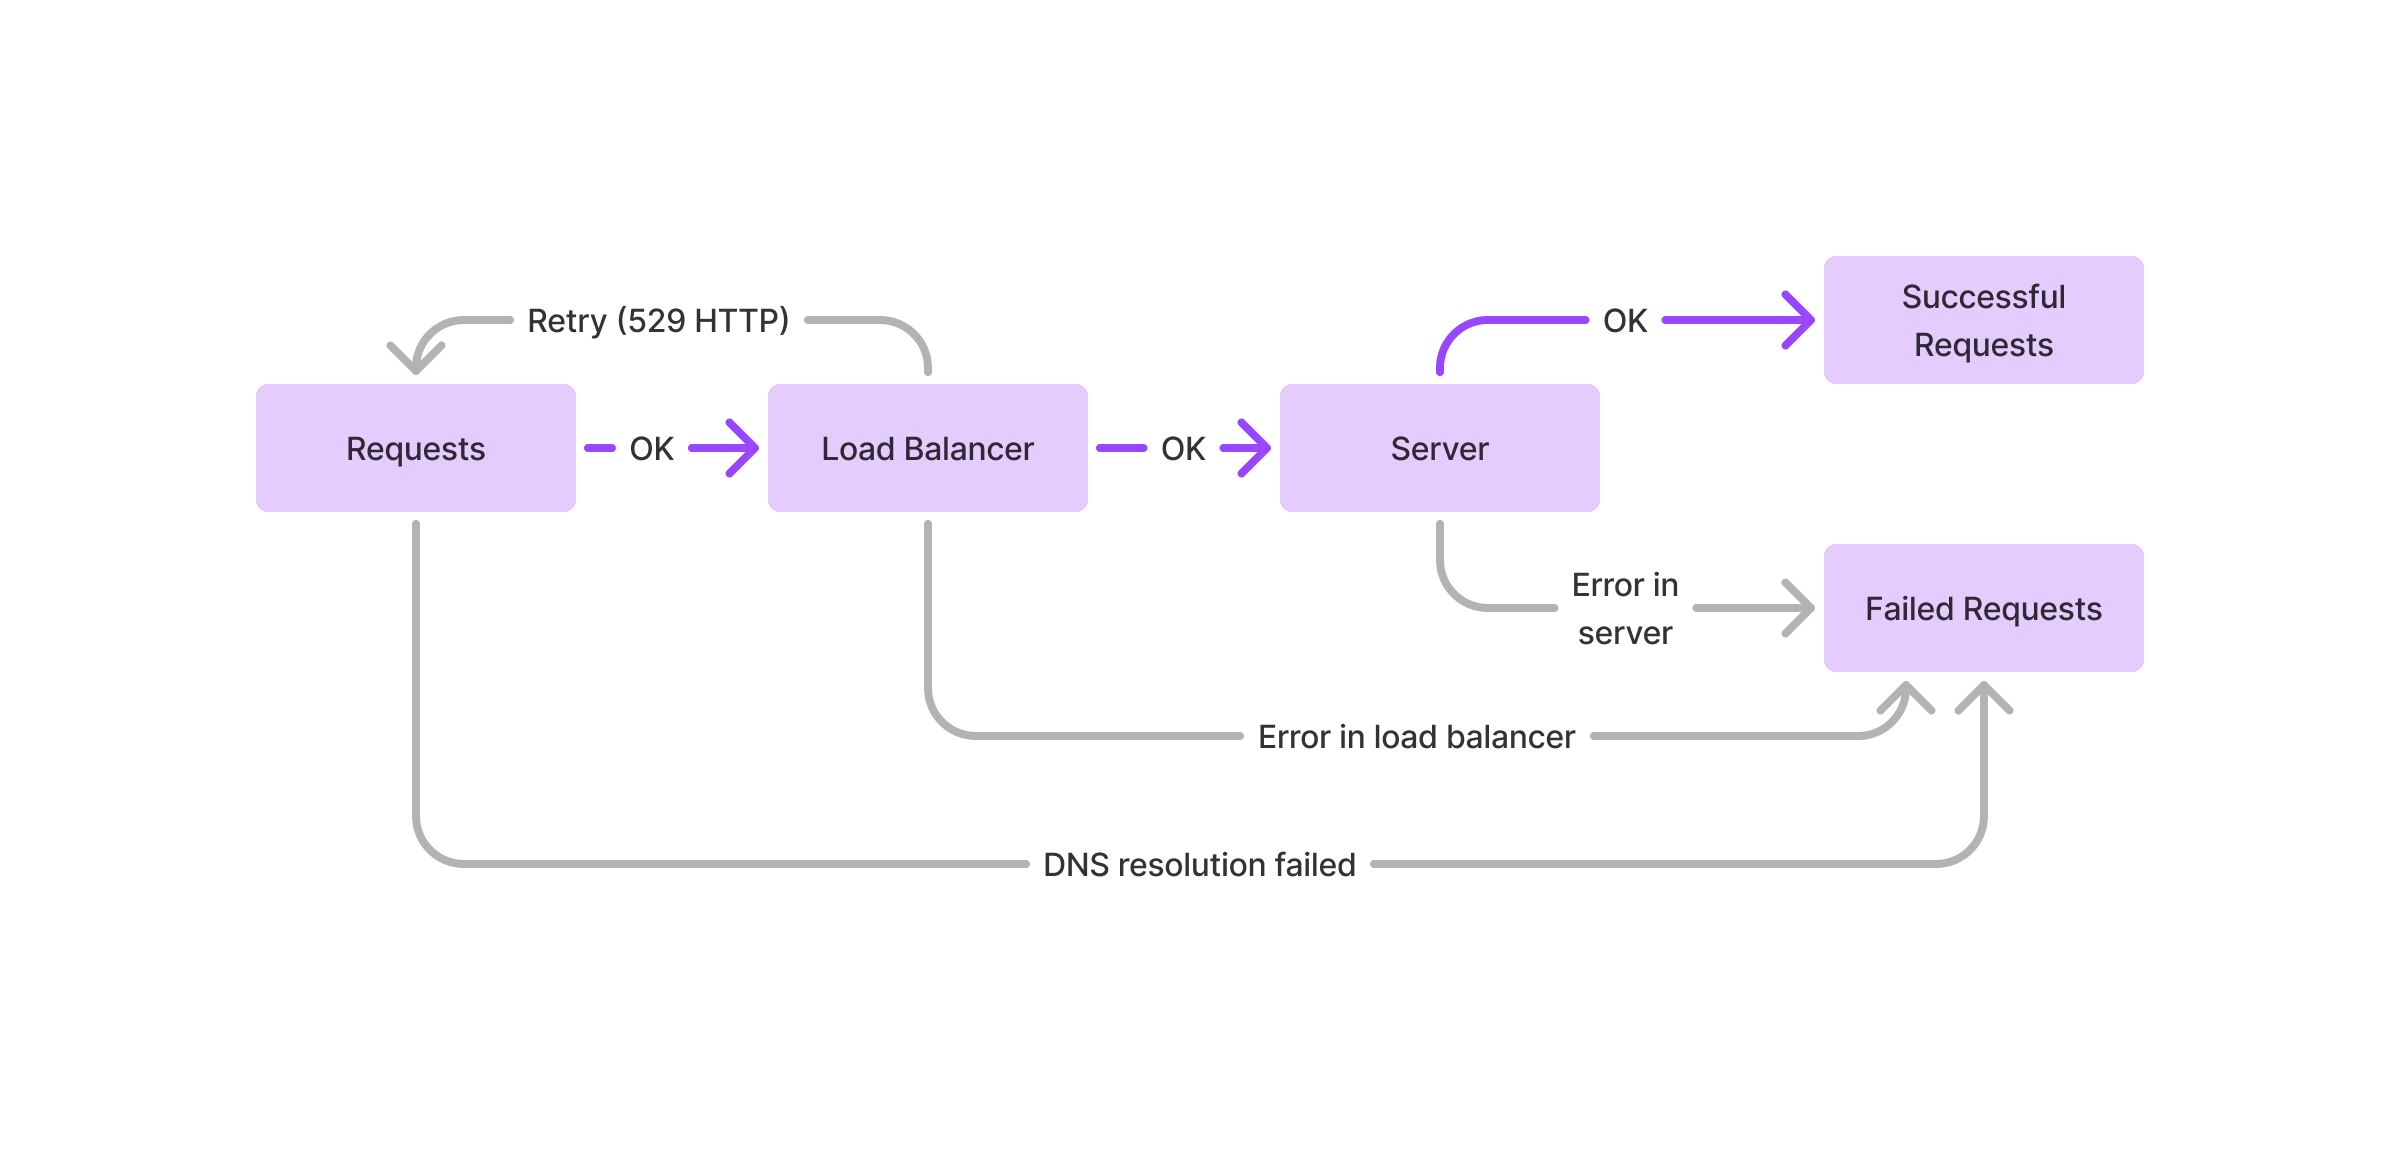 Retry (529 HTTP)
OK
Successful
Requests
Requests
OK
Load Balancer
OK
Server
Error in
server
Failed Requests
Error in load balancer
DNS resolution failed